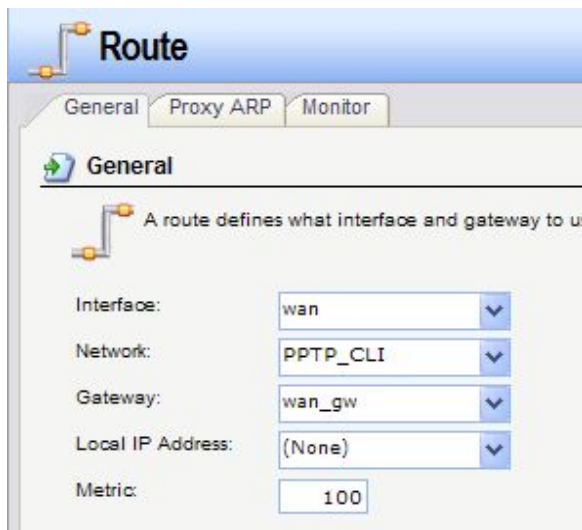 Route
General Proxy ARP Monitor
General
A route defines what interface and gateway to
Interface: wan
Network: PPTP_CLI
Gateway: wan_gw
Local IP Address: (None)
Metric: 100